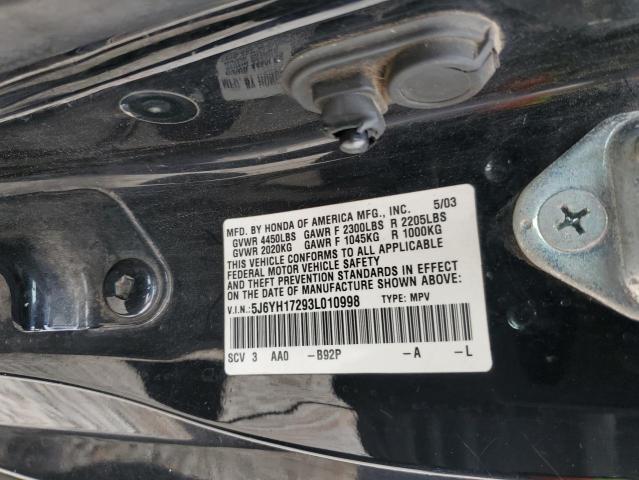 MFD. BY HONDA OF AMERICA MFG., INC. 5/03
GVWR 4450LBS GAWR F 2300LBS R 2205LBS
GVWR 2020KG GAWR F 1045KG R 1000KG
THIS VEHICLE CONFORMS TO ALL APPLICABLE
FEDERAL MOTOR VEHICLE SAFETY
AND THEFT PREVENTION STANDARDS IN EFFECT
ON THE DATE OF MANUFACTURE SHOWN ABOVE:
V.I.N.: 5J6YH17293L010998 TYPE: MPV
SCV 3 AA0 -B92P -A -L